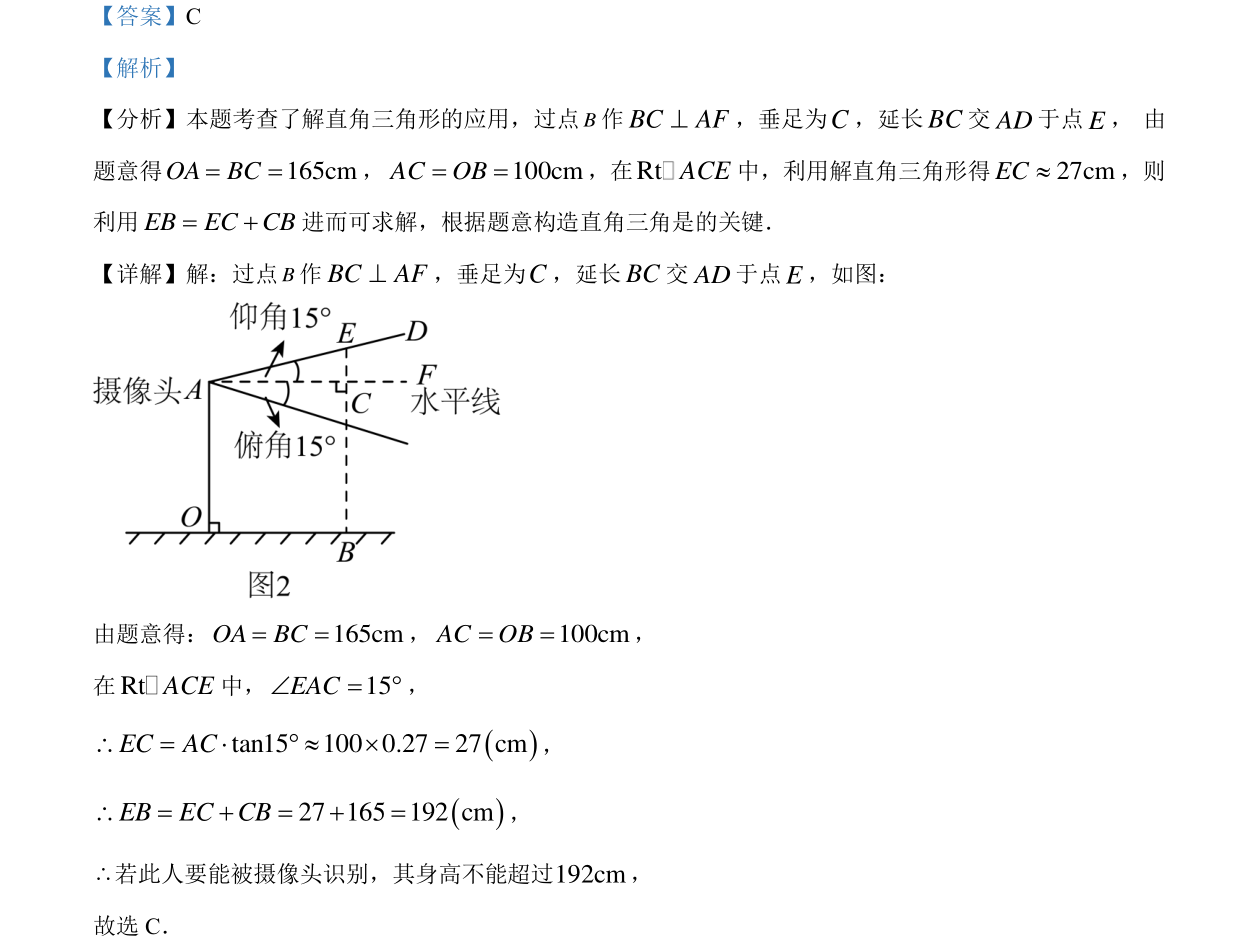 【答案】C
【解析】
【分析】本题考查了解直角三角形的应用，过点B作BC⊥AF，垂足为C，延长BC交AD于点E， 由
题意得OA=BC=165cm，AC=OB=100cm，在Rt□ACE中，利用解直角三角形得EC≈27cm，则
利用EB=EC+CB进而可求解，根据题意构造直角三角是的关键．
【详解】解：过点B作BC⊥AF，垂足为C，延长BC交AD于点E，如图：
仰角15°
E
D
F
摄像头A
C
水平线
俯角15°
O
B
图2
由题意得：OA=BC=165cm，AC=OB=100cm，
在Rt□ACE中，∠EAC=15°，
∴EC=AC·tan15°≈100×0.27=27(cm)，
∴EB=EC+CB=27+165=192(cm)，
∴若此人要能被摄像头识别，其身高不能超过192cm，
故选C．